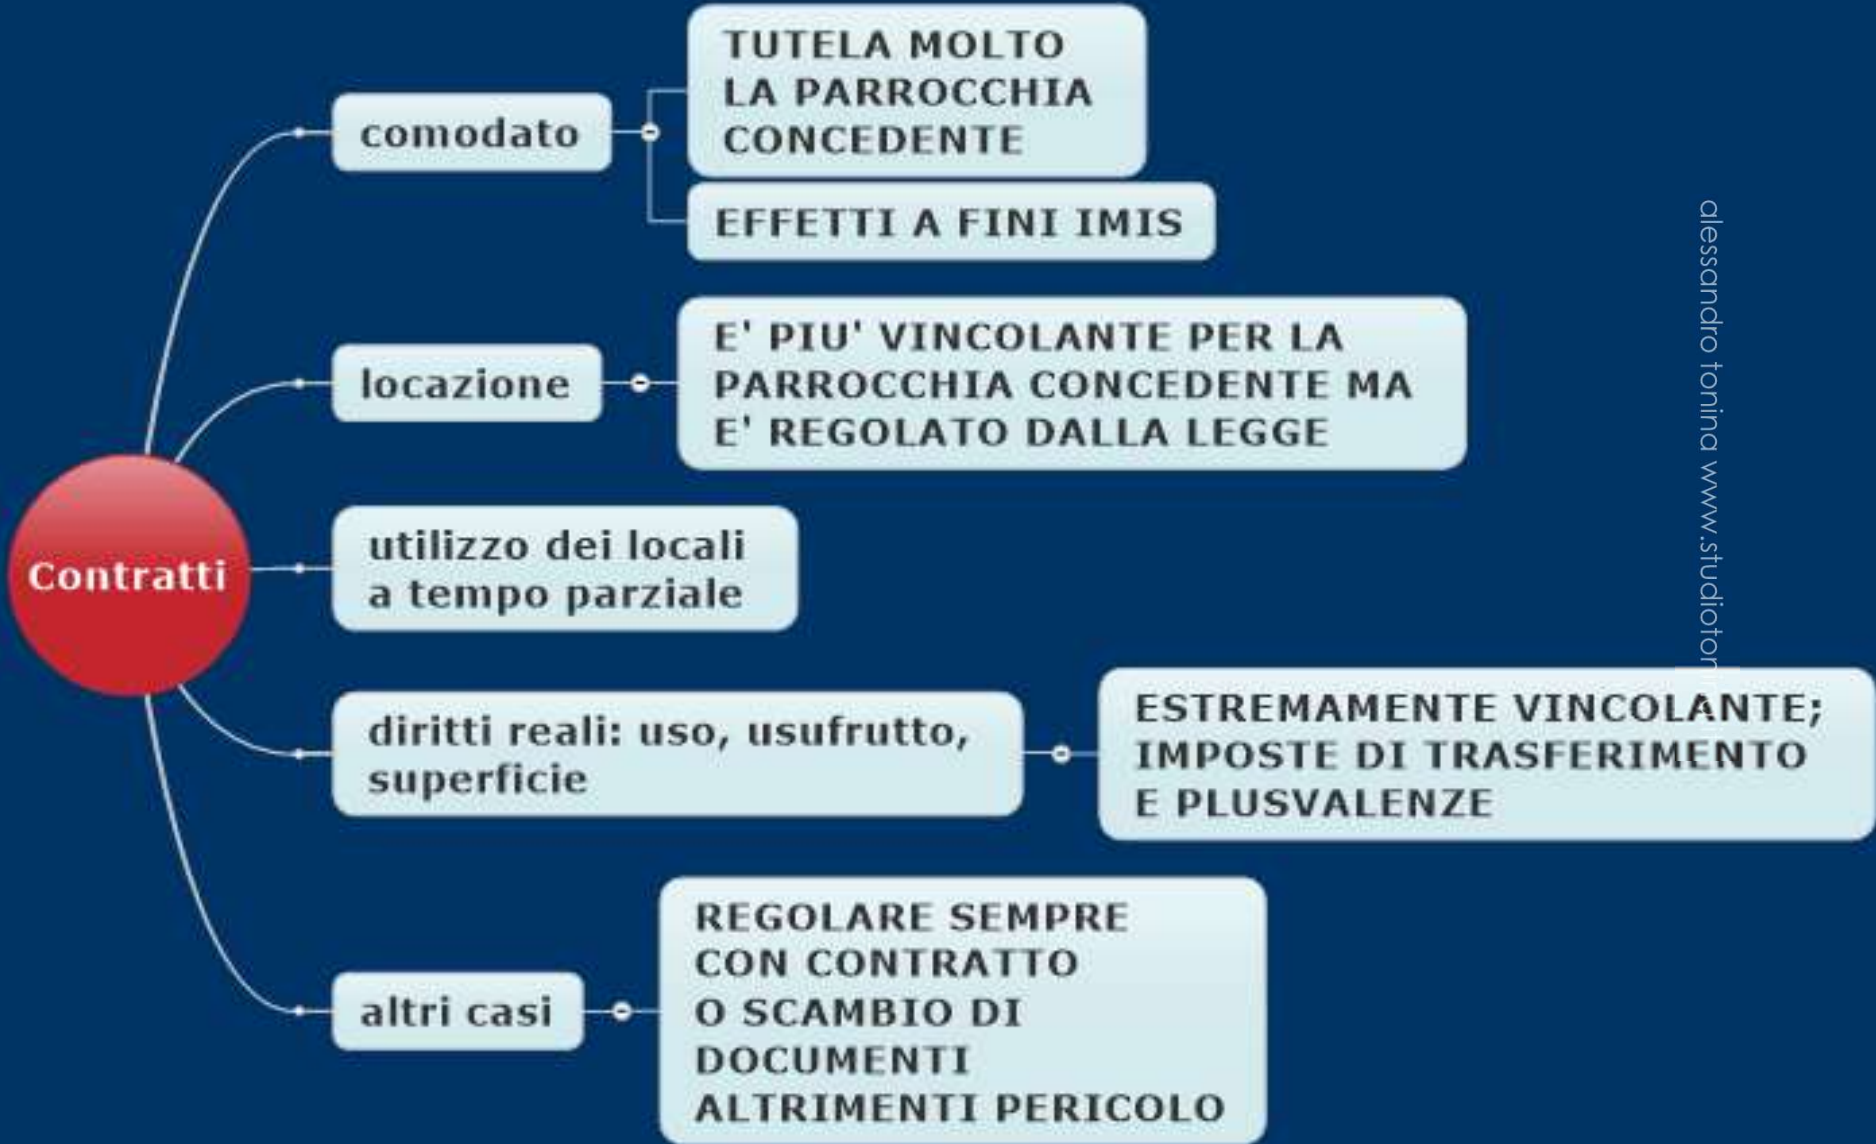 TUTELA MOLTO
LA PARROCCHIA
CONCEDENTE
comodato
EFFETTI A FINI IMIS
E' PIU' VINCOLANTE PER LA
PARROCCHIA CONCEDENTE MA
E' REGOLATO DALLA LEGGE
locazione
Contratti
utilizzo dei locali
a tempo parziale
diritti reali: uso, usufrutto,
superficie
ESTREMAMENTE VINCOLANTE;
IMPOSTE DI TRASFERIMENTO
E PLUSVALENZE
altri casi
REGOLARE SEMPRE
CON CONTRATTO
O SCAMBIO DI
DOCUMENTI
ALTRIMENTI PERICOLO
alessandro tonina